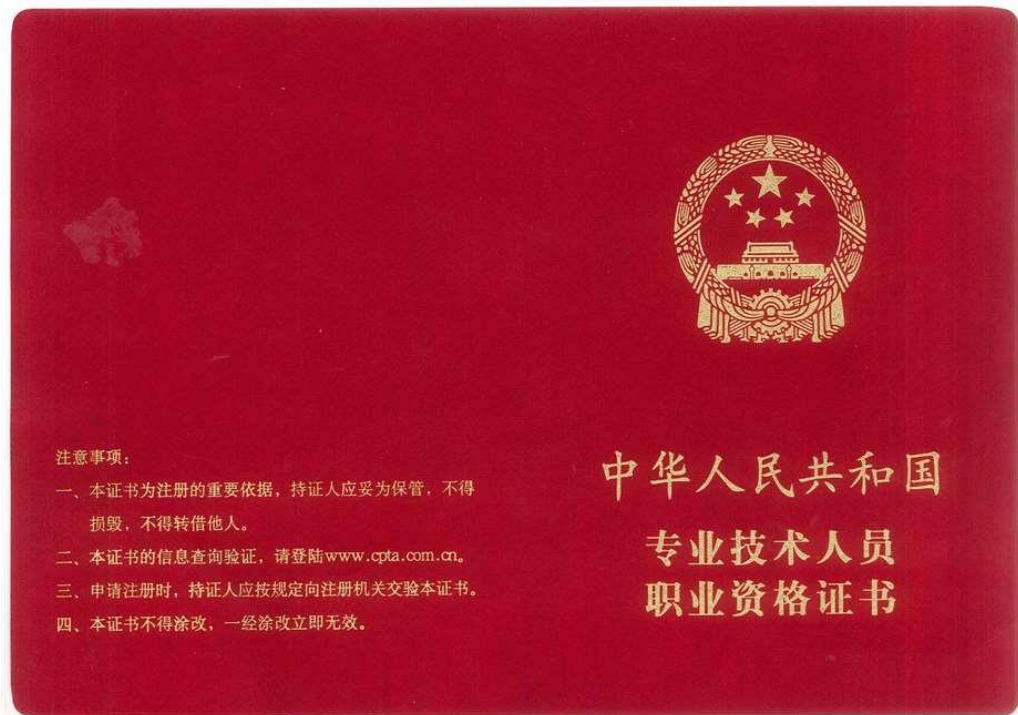 注意事项:
一、本证书为注册的重要依据，持证人应妥为保管，不得
损毁，不得转借他人。
二、本证书的信息查询验证，请登陆www.cpta.com.cn。
三、申请注册时，持证人应按规定向注册机关交验本证书。
四、本证书不得涂改，一经涂改立即无效。
中华人民共和国
专业技术人员
职业资格证书